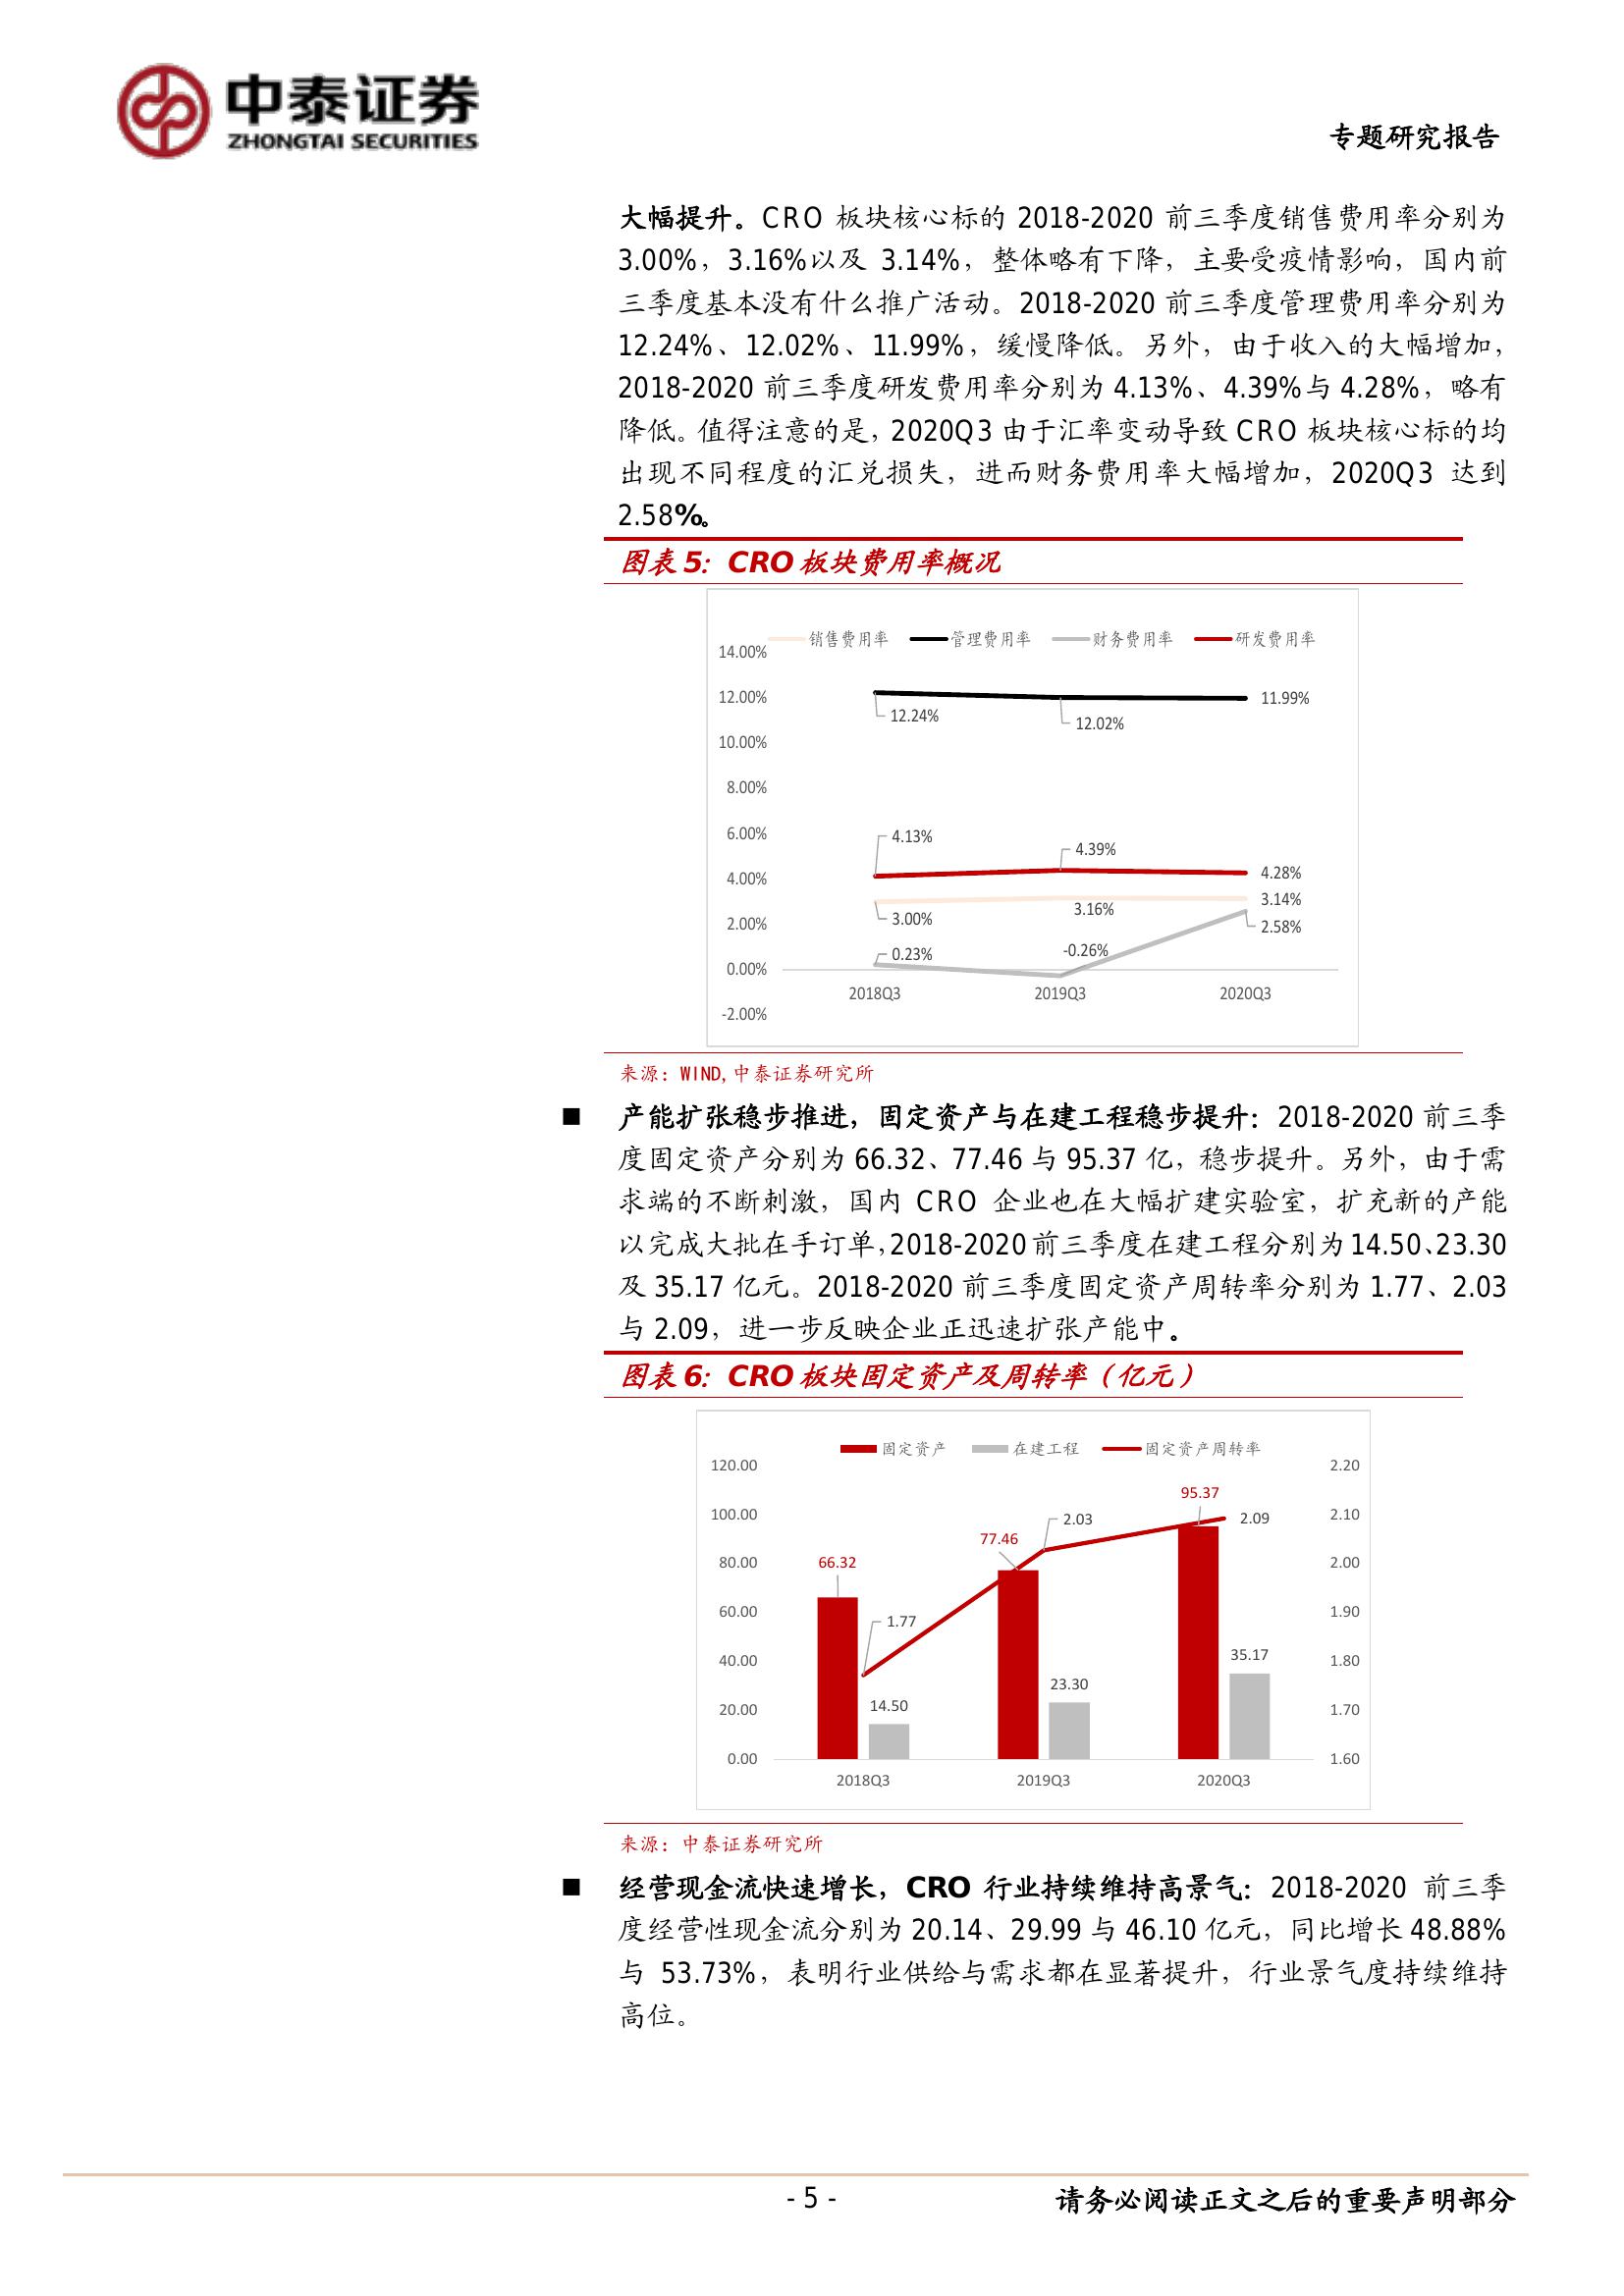 中泰证券
ZHONGTAI SECURITIES
专题研究报告
大幅提升。CRO 板块核心标的 2018-2020 前三季度销售费用率分别为
3.00%，3.16%以及 3.14%，整体略有下降，主要受疫情影响，国内前
三季度基本没有什么推广活动。2018-2020 前三季度管理费用率分别为
12.24%、12.02%、11.99%，缓慢降低。另外，由于收入的大幅增加，
2018-2020 前三季度研发费用率分别为 4.13%、4.39%与 4.28%，略有
降低。值得注意的是，2020Q3 由于汇率变动导致 CRO 板块核心标的均
出现不同程度的汇兑损失，进而财务费用率大幅增加，2020Q3 达到
2.58%。
图表 5：CRO 板块费用率概况
销售费用率 管理费用率 财务费用率 研发费用率
14.00%
12.00%
10.00%
8.00%
6.00%
4.00%
2.00%
0.00%
-2.00%
12.24%
12.02%
11.99%
4.13%
4.39%
4.28%
3.00%
3.16%
3.14%
0.23%
-0.26%
2.58%
2018Q3 2019Q3 2020Q3
来源：WIND,中泰证券研究所
■ 产能扩张稳步推进，固定资产与在建工程稳步提升：2018-2020 前三季
度固定资产分别为 66.32、77.46 与 95.37 亿，稳步提升。另外，由于需
求端的不断刺激，国内 CRO 企业也在大幅扩建实验室，扩充新的产能
以完成大批在手订单，2018-2020 前三季度在建工程分别为 14.50、23.30
及 35.17 亿元。2018-2020 前三季度固定资产周转率分别为 1.77、2.03
与 2.09，进一步反映企业正迅速扩张产能中。
图表 6：CRO 板块固定资产及周转率（亿元）
固定资产 在建工程 固定资产周转率
120.00
100.00
80.00
60.00
40.00
20.00
0.00
2.20
2.10
2.00
1.90
1.80
1.70
1.60
66.32
77.46
95.37
1.77
2.03
2.09
14.50
23.30
35.17
2018Q3 2019Q3 2020Q3
来源：中泰证券研究所
■ 经营现金流快速增长，CRO 行业持续维持高景气：2018-2020 前三季
度经营性现金流分别为 20.14、29.99 与 46.10 亿元，同比增长 48.88%
与 53.73%，表明行业供给与需求都在显著提升，行业景气度持续维持
高位。
- 5 -
请务必阅读正文之后的重要声明部分